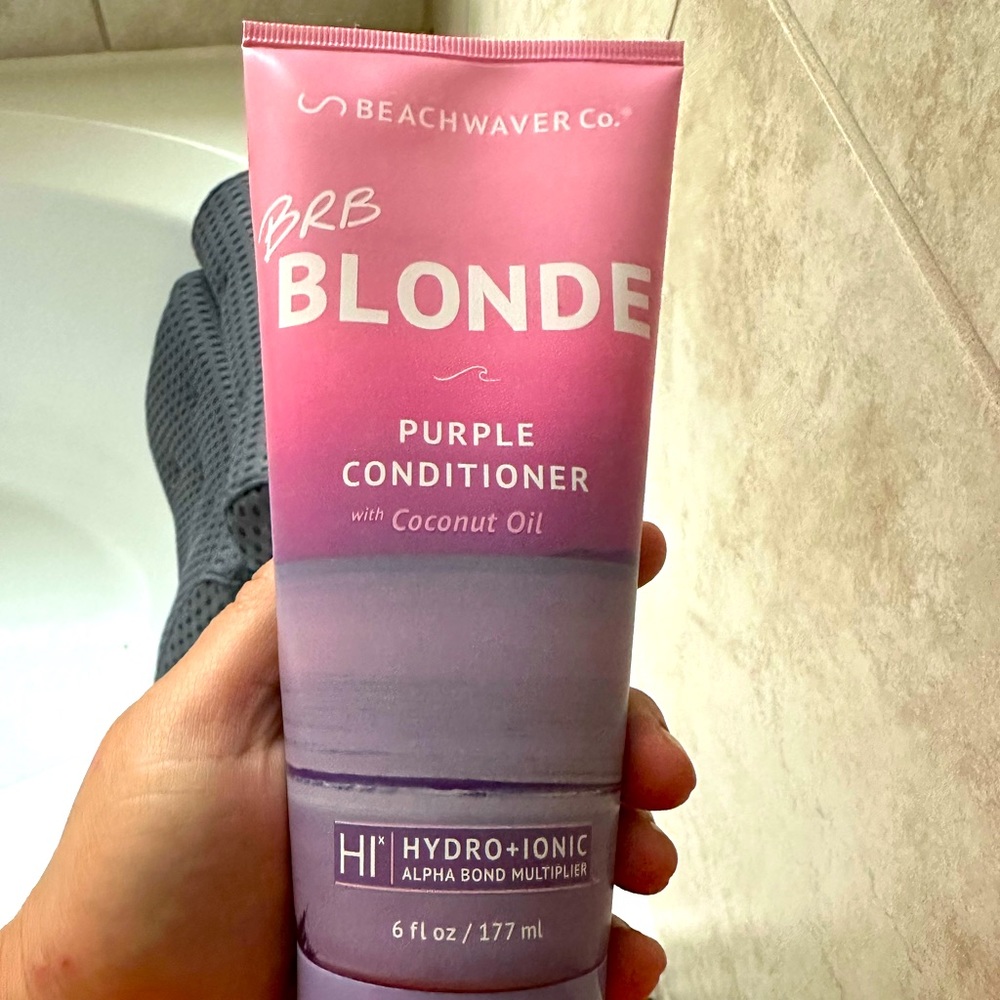 BEACHWAVER Co.®
BRB
BLONDE
PURPLE
CONDITIONER
with Coconut Oil
HIˣ HYDRO+IONIC
ALPHA BOND MULTIPLIER
6 fl oz / 177 ml